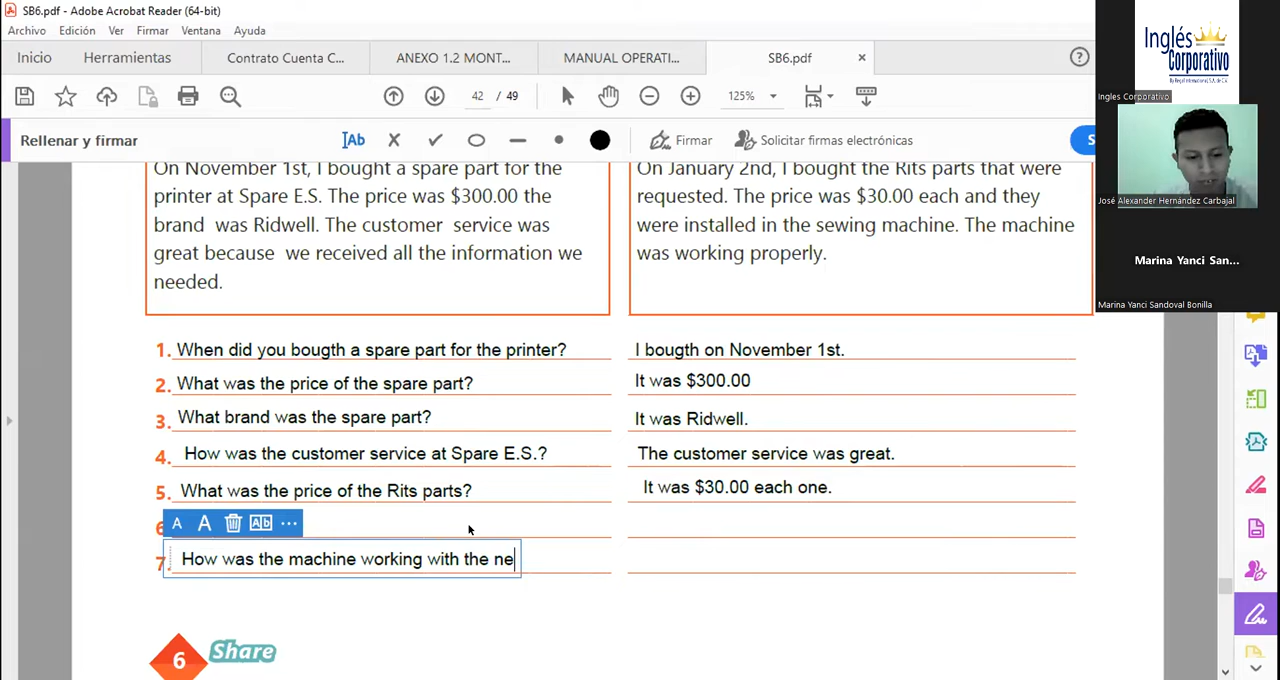 SB6.pdf - Adobe Acrobat Reader (64-bit)
Archivo Edición Ver Firmar Ventana Ayuda
Inicio Herramientas Contrato Cuenta C... ANEXO 1.2 MONT... MANUAL OPERATI... SB6.pdf
42 / 49 125%
Rellenar y firmar Ab Firmar Solicitar firmas electrónicas S
Inglés
Corporativo
Ingles Corporativo
José Alexander Hernández Carbajal
Marina Yanci San...
Marina Yanci Sandoval Bonilla
On November 1st, I bought a spare part for the
printer at Spare E.S. The price was $300.00 the
brand was Ridwell. The customer service was
great because we received all the information we
needed.
On January 2nd, I bought the Rits parts that were
requested. The price was $30.00 each and they
were installed in the sewing machine. The machine
was working properly.
1. When did you bougth a spare part for the printer? I bougth on November 1st.
2. What was the price of the spare part? It was $300.00
3. What brand was the spare part? It was Ridwell.
4. How was the customer service at Spare E.S.? The customer service was great.
5. What was the price of the Rits parts? It was $30.00 each one.
6 A A Ab ...
7. How was the machine working with the ne
6 Share